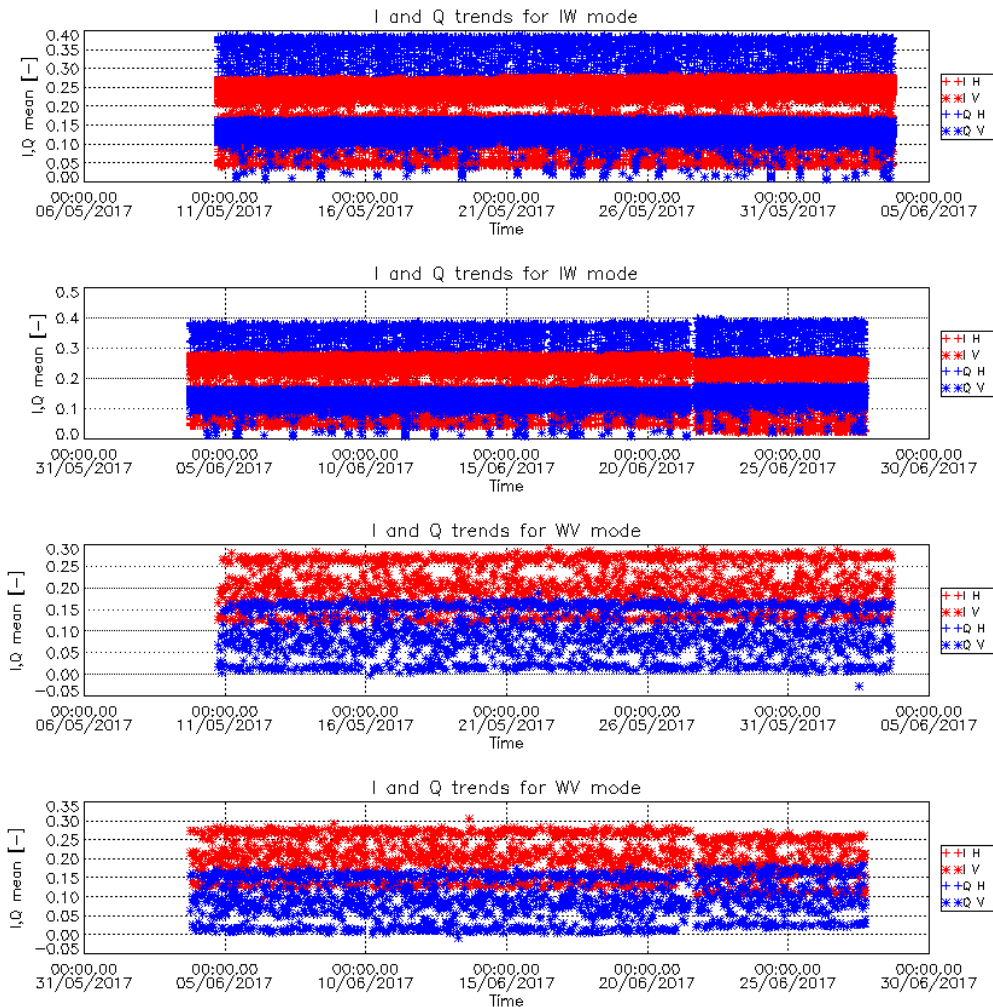 I and Q trends for IW mode
0.40
0.35
0.30
0.25
0.20
0.15
0.10
0.05
0.00
I,Q mean [-]
++I H
**I V
++Q H
**Q V
00:00.00 00:00.00 00:00.00 00:00.00 00:00.00 00:00.00 00:00.00
06/05/2017 11/05/2017 16/05/2017 21/05/2017 26/05/2017 31/05/2017 05/06/2017
Time
I and Q trends for IW mode
0.5
0.4
0.3
0.2
0.1
0.0
I,Q mean [-]
++I H
**I V
++Q H
**Q V
00:00.00 00:00.00 00:00.00 00:00.00 00:00.00 00:00.00 00:00.00
31/05/2017 05/06/2017 10/06/2017 15/06/2017 20/06/2017 25/06/2017 30/06/2017
Time
I and Q trends for WV mode
0.30
0.25
0.20
0.15
0.10
0.05
0.00
-0.05
I,Q mean [-]
++I H
**I V
++Q H
**Q V
00:00.00 00:00.00 00:00.00 00:00.00 00:00.00 00:00.00 00:00.00
06/05/2017 11/05/2017 16/05/2017 21/05/2017 26/05/2017 31/05/2017 05/06/2017
Time
I and Q trends for WV mode
0.35
0.30
0.25
0.20
0.15
0.10
0.05
0.00
-0.05
I,Q mean [-]
++I H
**I V
++Q H
**Q V
00:00.00 00:00.00 00:00.00 00:00.00 00:00.00 00:00.00 00:00.00
31/05/2017 05/06/2017 10/06/2017 15/06/2017 20/06/2017 25/06/2017 30/06/2017
Time